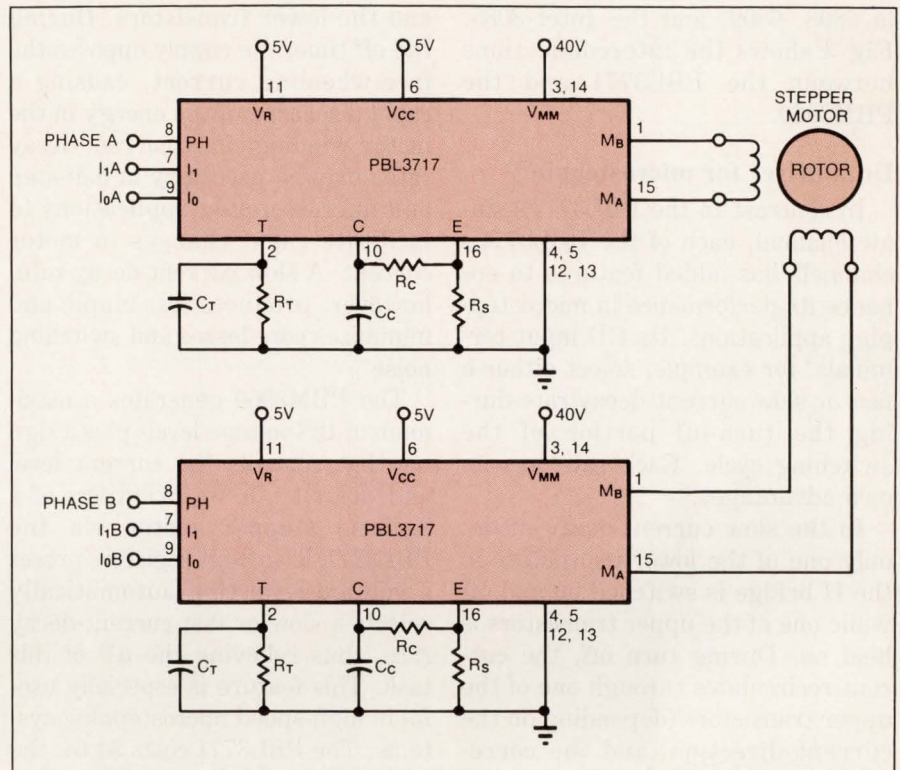 5V 5V 40V
11 6 3, 14
VR VCC VMM
STEPPER
MOTOR
PHASE A 8 PH MB 1
I1A 7 I1 PBL3717
I0A 9 I0 MA 15
ROTOR
T C E
2 10 16 4, 5
12, 13
RC
CT RT CC RS
5V 5V 40V
11 6 3, 14
VR VCC VMM
PHASE B 8 PH MB 1
I1B 7 I1 PBL3717
I0B 9 I0 MA 15
T C E
2 10 16 4, 5
12, 13
RC
CT RT CC RS